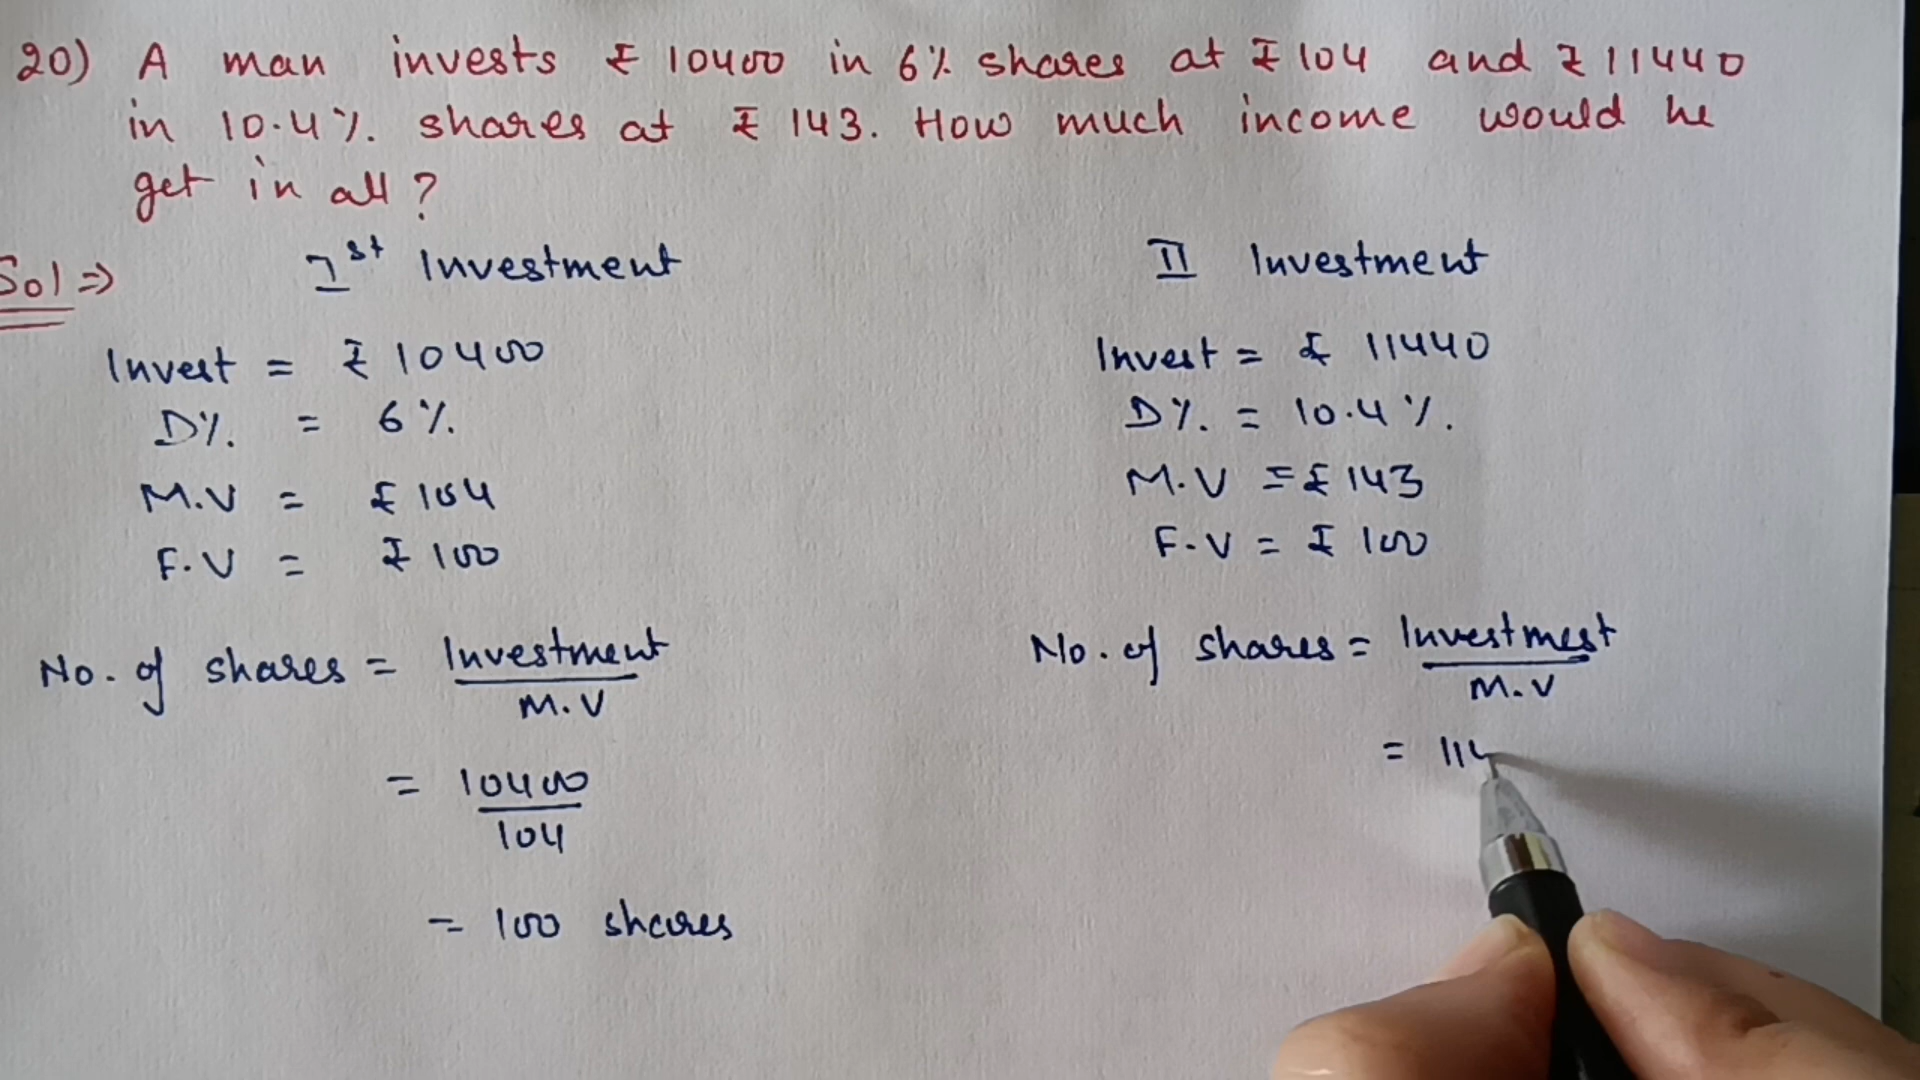 20) A man invests ₹ 10400 in 6% shares at ₹ 104 and ₹ 11440
in 10.4% shares at ₹ 143. How much income would he
get in all?
Sol ⇒
Ist Investment
Invest = ₹ 10400
D% = 6%
M.V = ₹ 104
F.V = ₹ 100
No. of shares = Investment
M.V
= 10400
104
= 100 shares
II Investment
Invest = ₹ 11440
D% = 10.4%.
M.V = ₹ 143
F.V = ₹ 100
No. of shares = Investmest
M.V
= 114